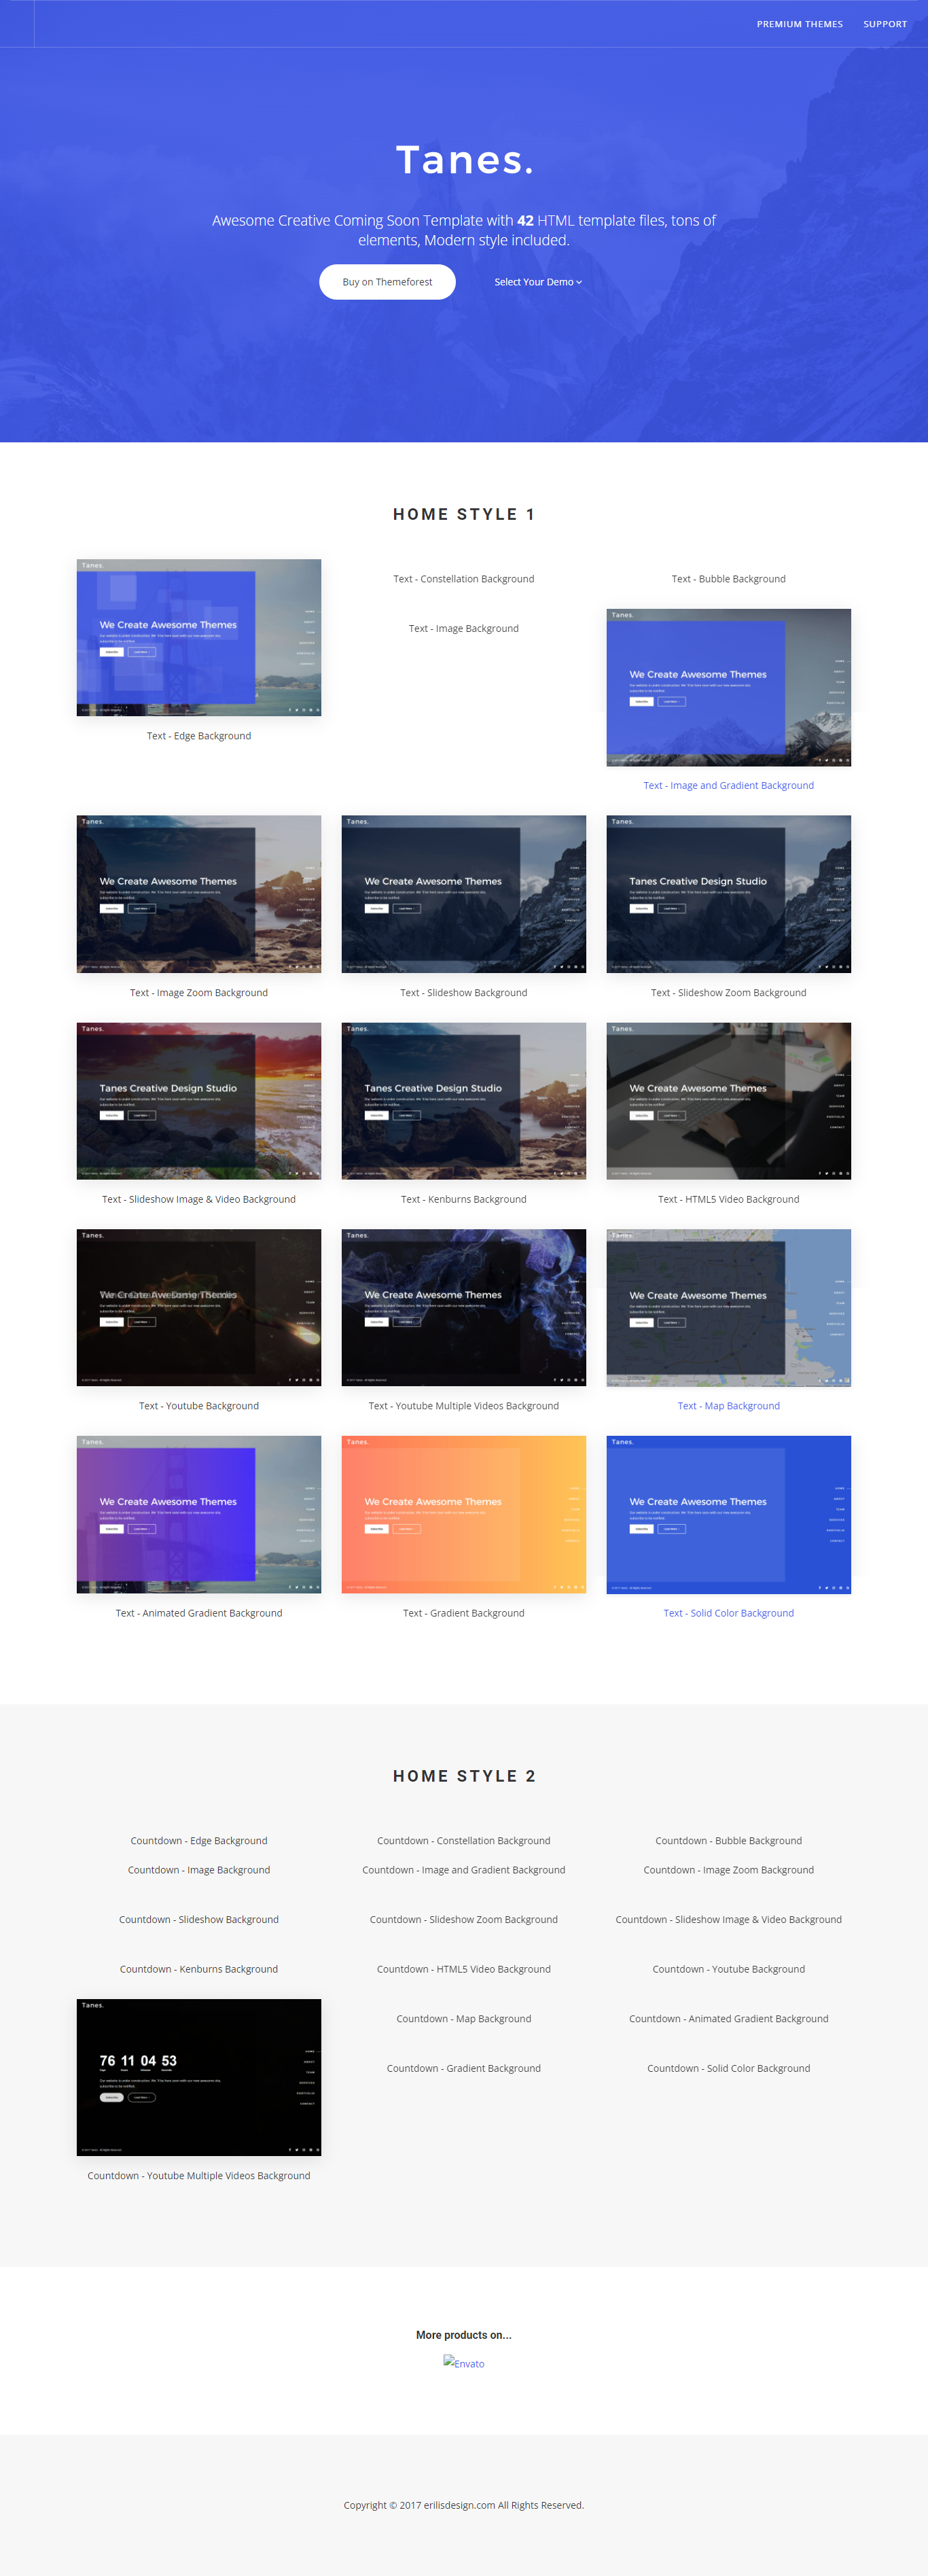 PREMIUM THEMES SUPPORT
Tanes.
Awesome Creative Coming Soon Template with 42 HTML template files, tons of
elements, Modern style included.
Buy on Themeforest
Select Your Demo
HOME STYLE 1
Tanes.
We Create Awesome Themes
Text - Edge Background
Text - Constellation Background
Text - Bubble Background
Text - Image Background
Tanes.
We Create Awesome Themes
Text - Image and Gradient Background
Tanes.
We Create Awesome Themes
Text - Image Zoom Background
Tanes.
We Create Awesome Themes
Text - Slideshow Background
Tanes.
Tanes Creative Design Studio
Text - Slideshow Zoom Background
Tanes.
Tanes Creative Design Studio
Text - Slideshow Image & Video Background
Tanes.
Tanes Creative Design Studio
Text - Kenburns Background
Tanes.
We Create Awesome Themes
Text - HTML5 Video Background
Tanes.
We Create Awesome Themes
Text - Youtube Background
Tanes.
We Create Awesome Themes
Text - Youtube Multiple Videos Background
Tanes.
We Create Awesome Themes
Text - Map Background
Tanes.
We Create Awesome Themes
Text - Animated Gradient Background
Tanes.
We Create Awesome Themes
Text - Gradient Background
Tanes.
We Create Awesome Themes
Text - Solid Color Background
HOME STYLE 2
Countdown - Edge Background
Countdown - Constellation Background
Countdown - Bubble Background
Countdown - Image Background
Countdown - Image and Gradient Background
Countdown - Image Zoom Background
Countdown - Slideshow Background
Countdown - Slideshow Zoom Background
Countdown - Slideshow Image & Video Background
Countdown - Kenburns Background
Countdown - HTML5 Video Background
Countdown - Youtube Background
Tanes.
76 11 04 53
Countdown - Youtube Multiple Videos Background
Countdown - Map Background
Countdown - Animated Gradient Background
Countdown - Gradient Background
Countdown - Solid Color Background
More products on...
Envato
Copyright © 2017 erilisdesign.com All Rights Reserved.